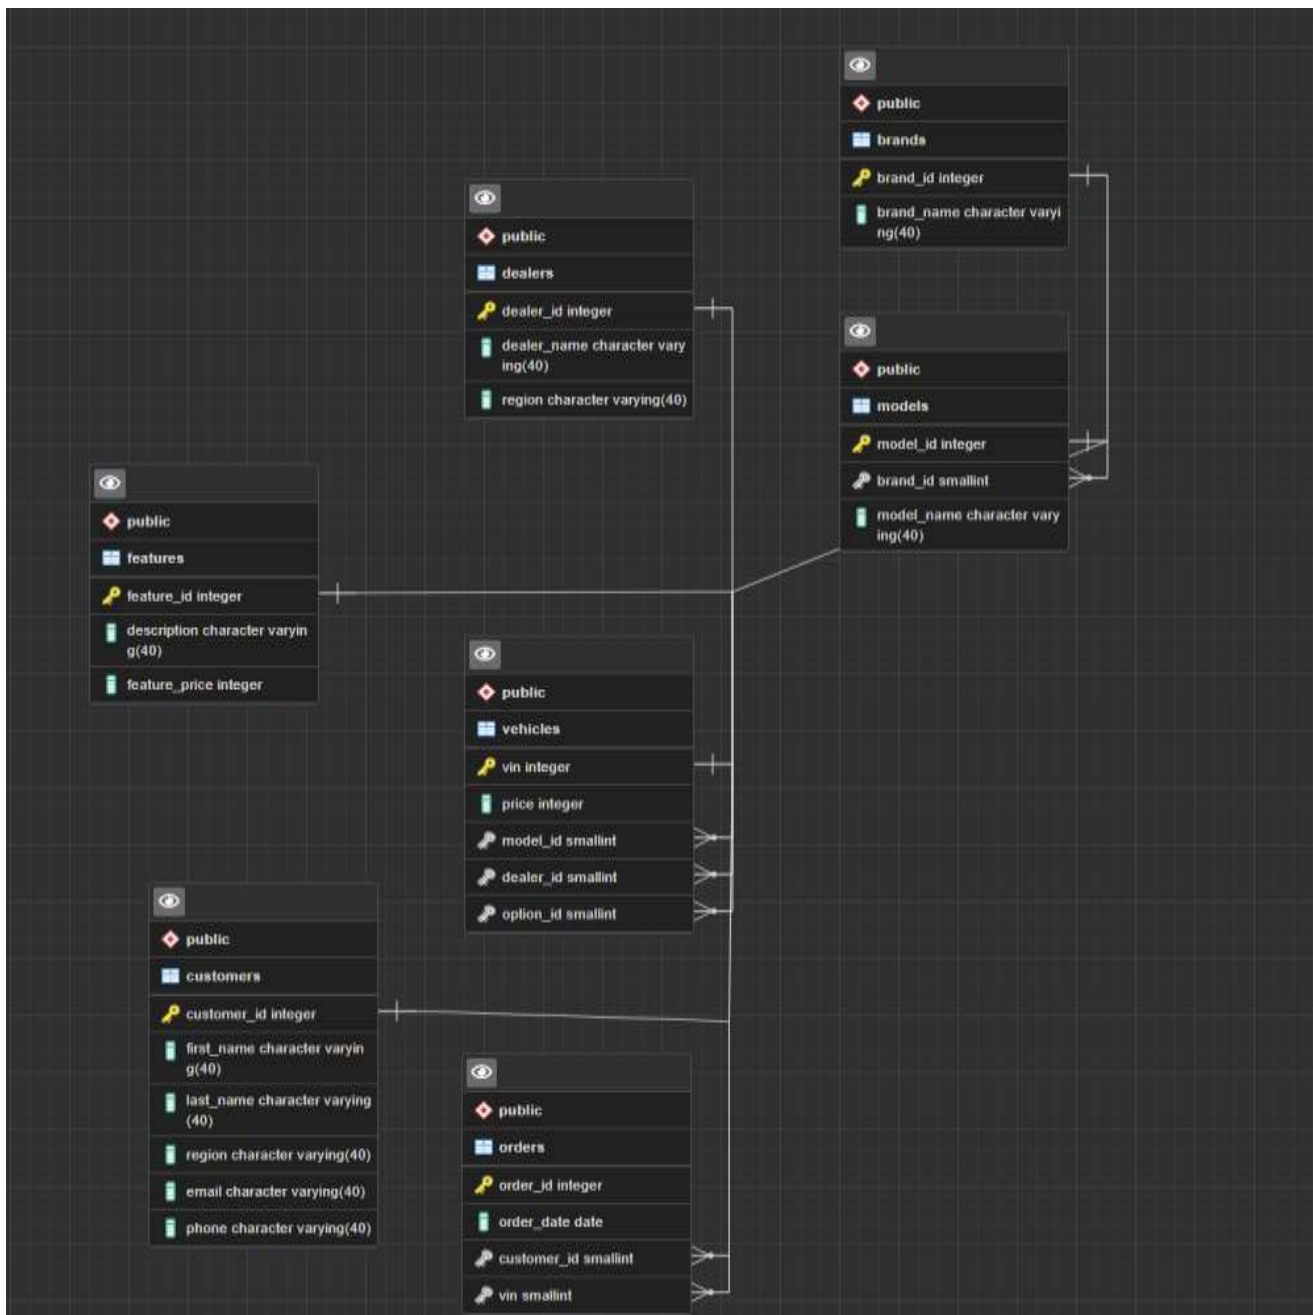 public
brands
brand_id integer
brand_name character varyi
ng(40)
public
dealers
dealer_id integer
dealer_name character vary
ing(40)
region character varying(40)
public
models
model_id integer
brand_id smallint
model_name character vary
ing(40)
public
features
feature_id integer
description character varyin
g(40)
feature_price integer
public
vehicles
vin integer
price integer
model_id smallint
dealer_id smallint
option_id smallint
public
customers
customer_id integer
first_name character varyin
g(40)
last_name character varying
(40)
region character varying(40)
email character varying(40)
phone character varying(40)
public
orders
order_id integer
order_date date
customer_id smallint
vin smallint